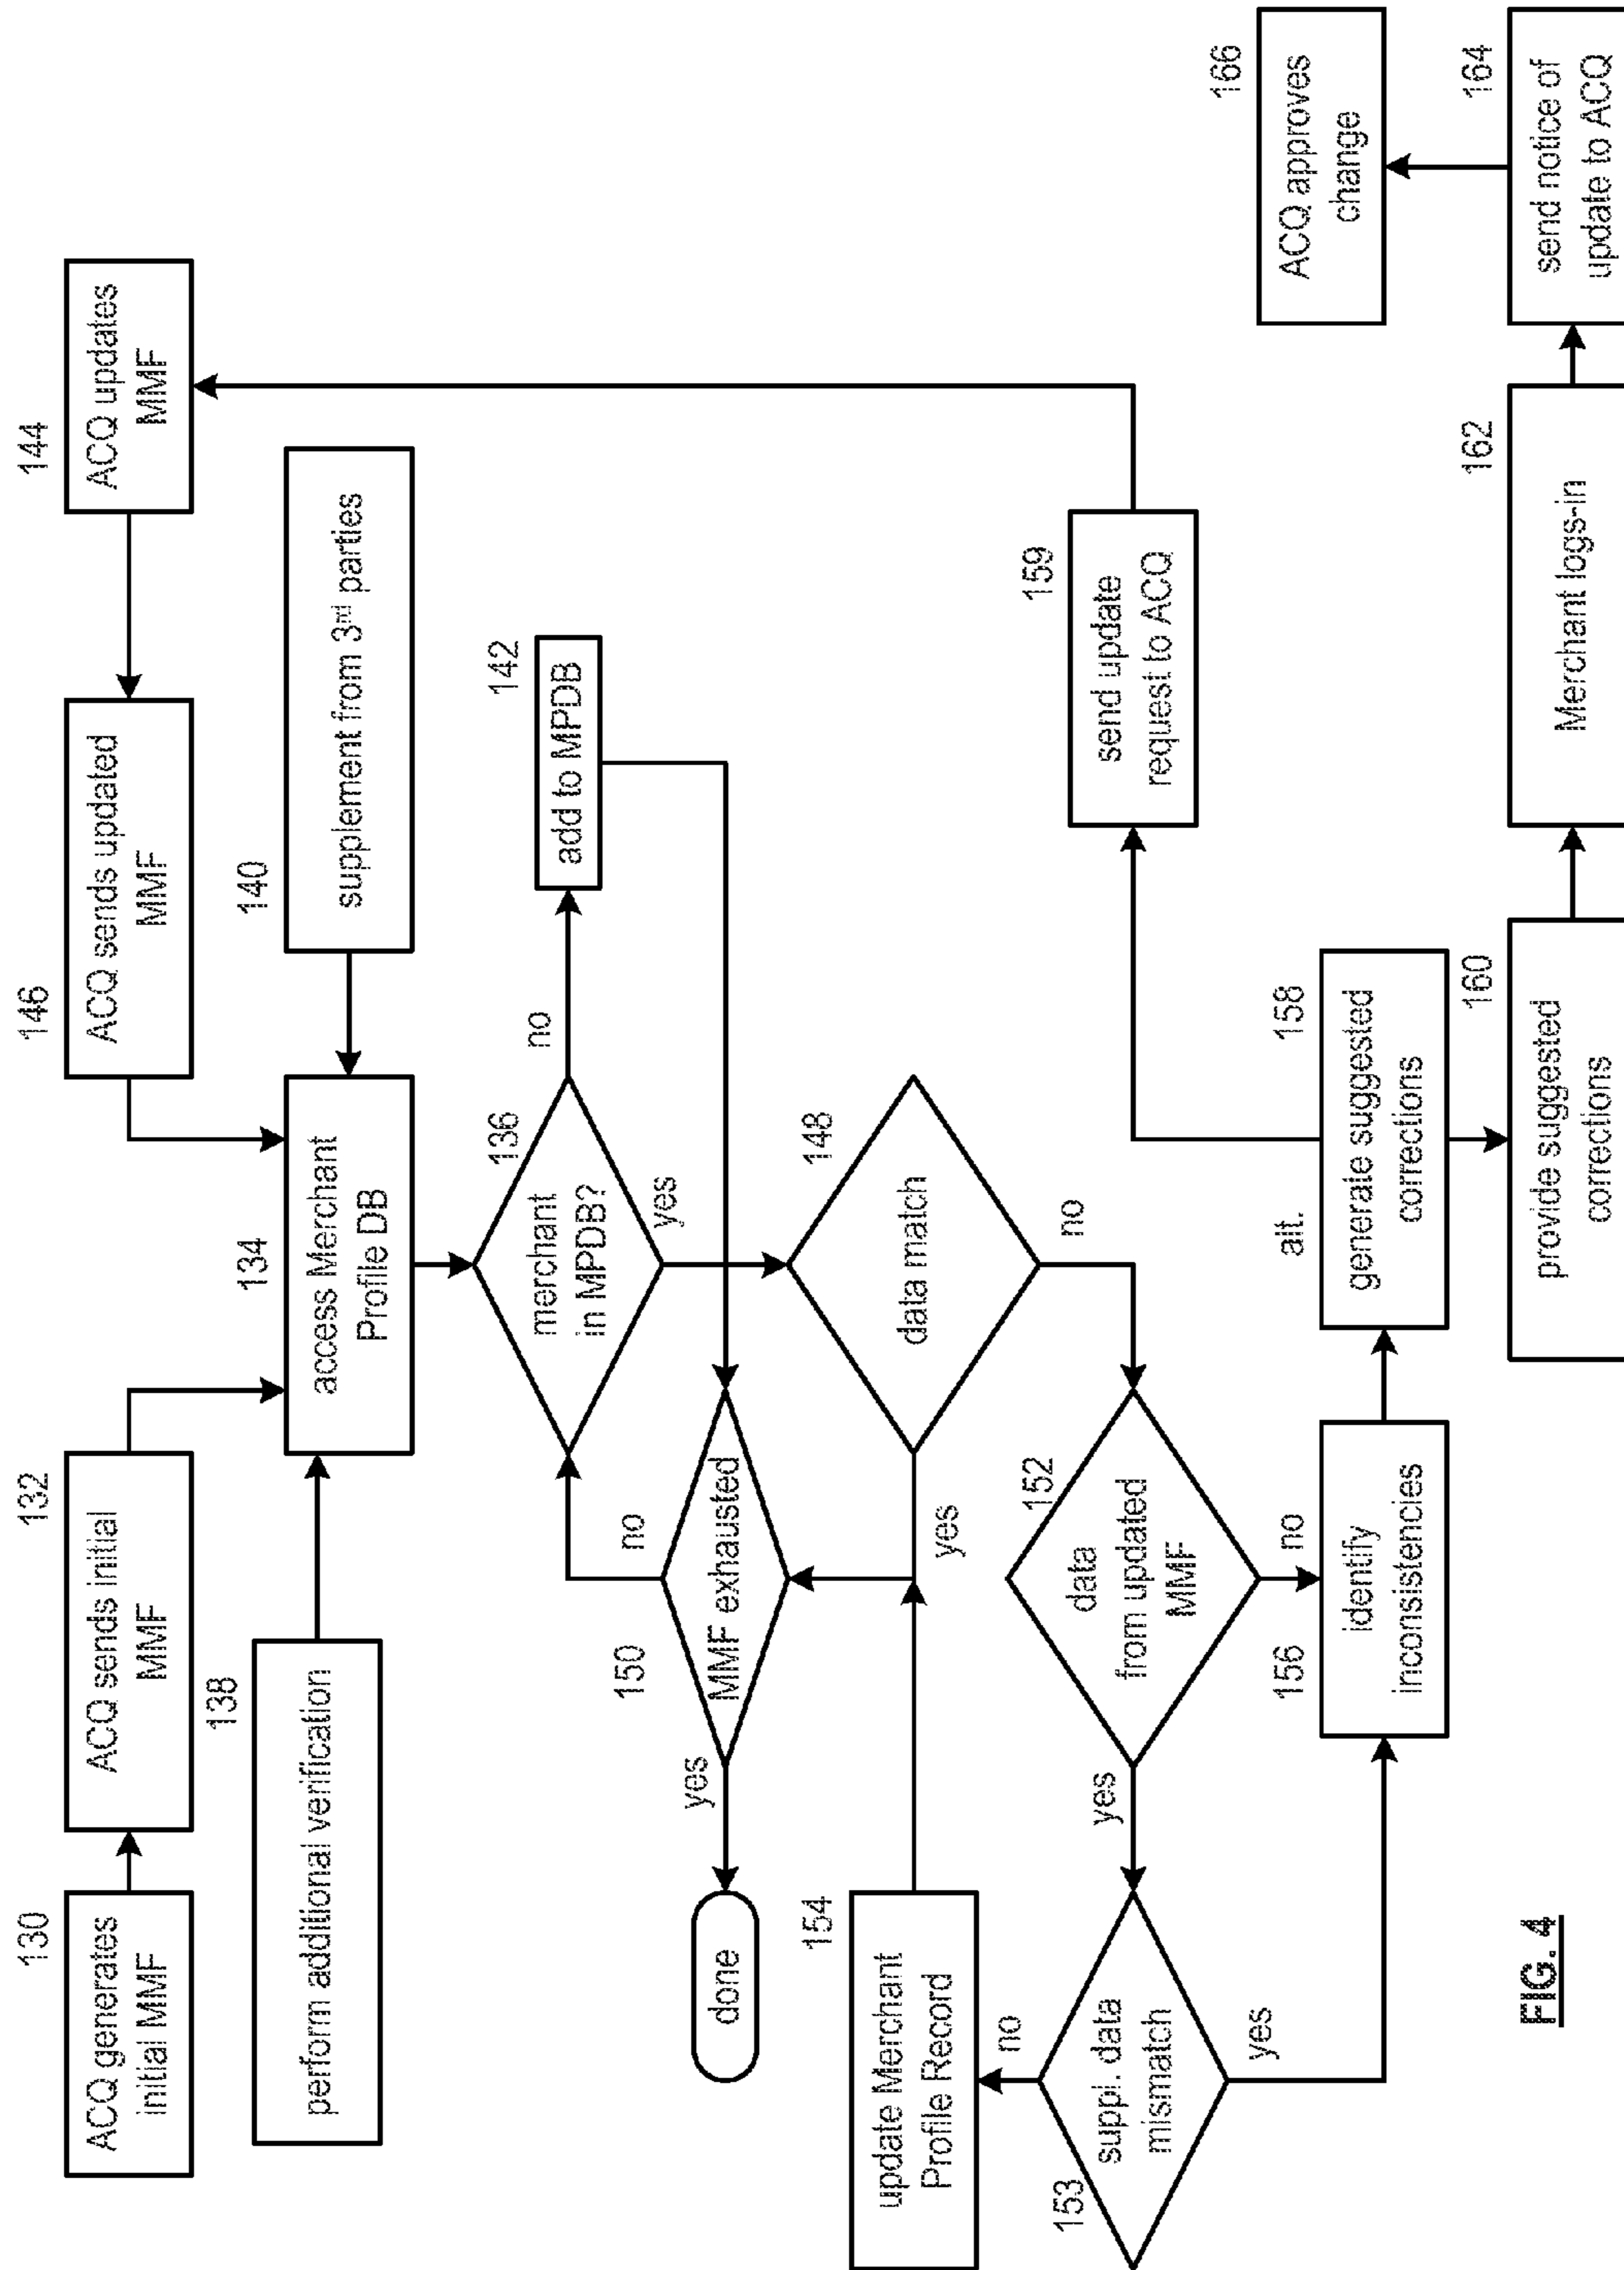 130
ACQ generates
initial MMF
132
ACQ sends initial
MMF
146
ACQ sends updated
MMF
144
ACQ updates
MMF
138
perform additional verification
134
access Merchant
Profile DB
140
supplement from 3rd parties
136
merchant
in MPDB?
no
yes
142
add to MPDB
150
MMF exhausted
no
yes
done
148
data match
yes
no
154
update Merchant
Profile Record
159
send update
request to ACQ
153
suppl. data
mismatch
no
yes
152
data
from updated
MMF
yes
no
156
identify
inconsistencies
alt.
158
generate suggested
corrections
160
provide suggested
corrections
162
Merchant logs-in
164
send notice of
update to ACQ
166
ACQ approves
change
FIG. 4